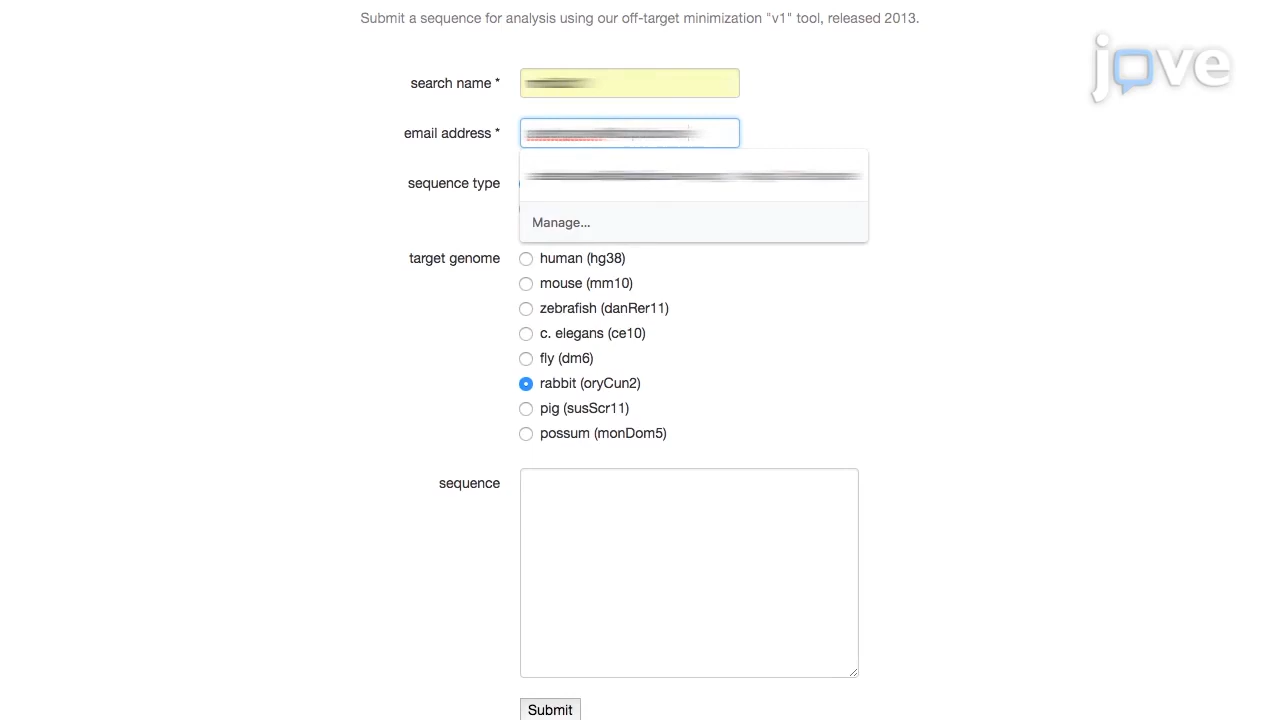 Submit a sequence for analysis using our off-target minimization "v1" tool, released 2013.
jove
search name *
email address *
sequence type
Manage...
target genome
human (hg38)
mouse (mm10)
zebrafish (danRer11)
c. elegans (ce10)
fly (dm6)
rabbit (oryCun2)
pig (susScr11)
possum (monDom5)
sequence
Submit